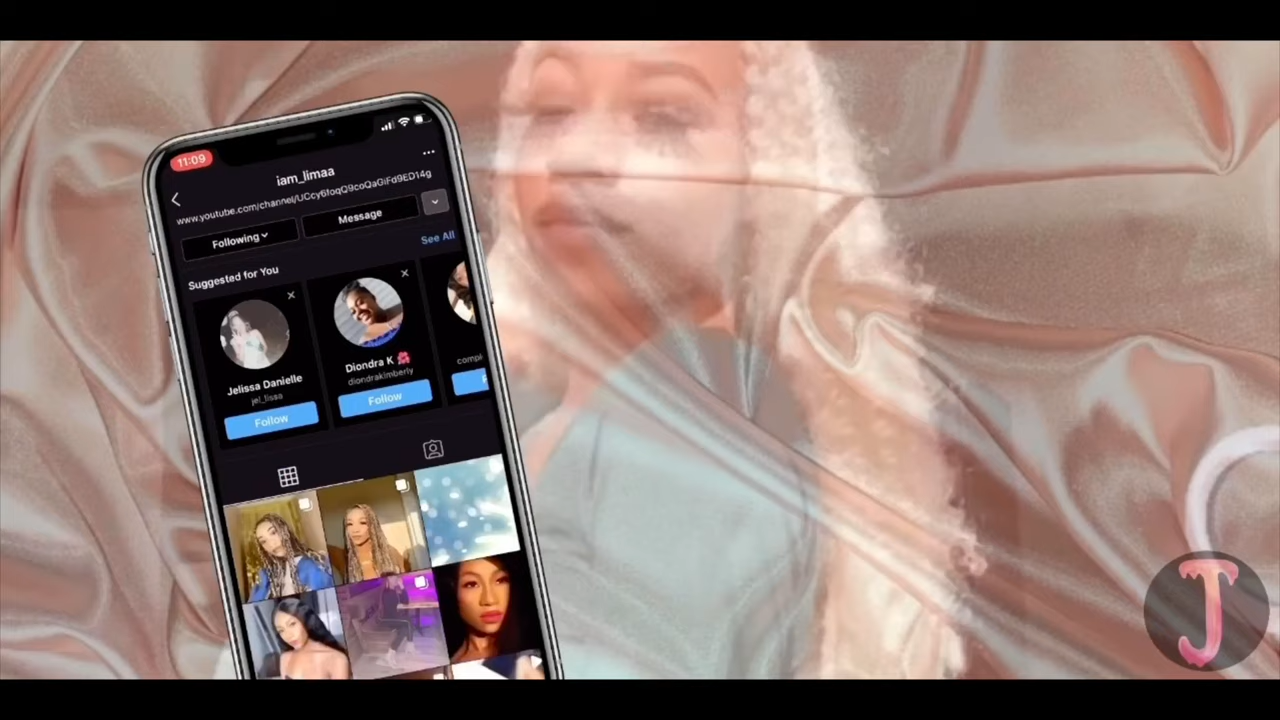 11:09
iam_limaa
www.youtube.com/channel/UCcy6foqQ9coQaGiFd9ED14g
Following
Message
See All
Suggested for You
Jelissa Danielle
jel_lissa
Follow
Diondra K
diondrakimberly
Follow
J